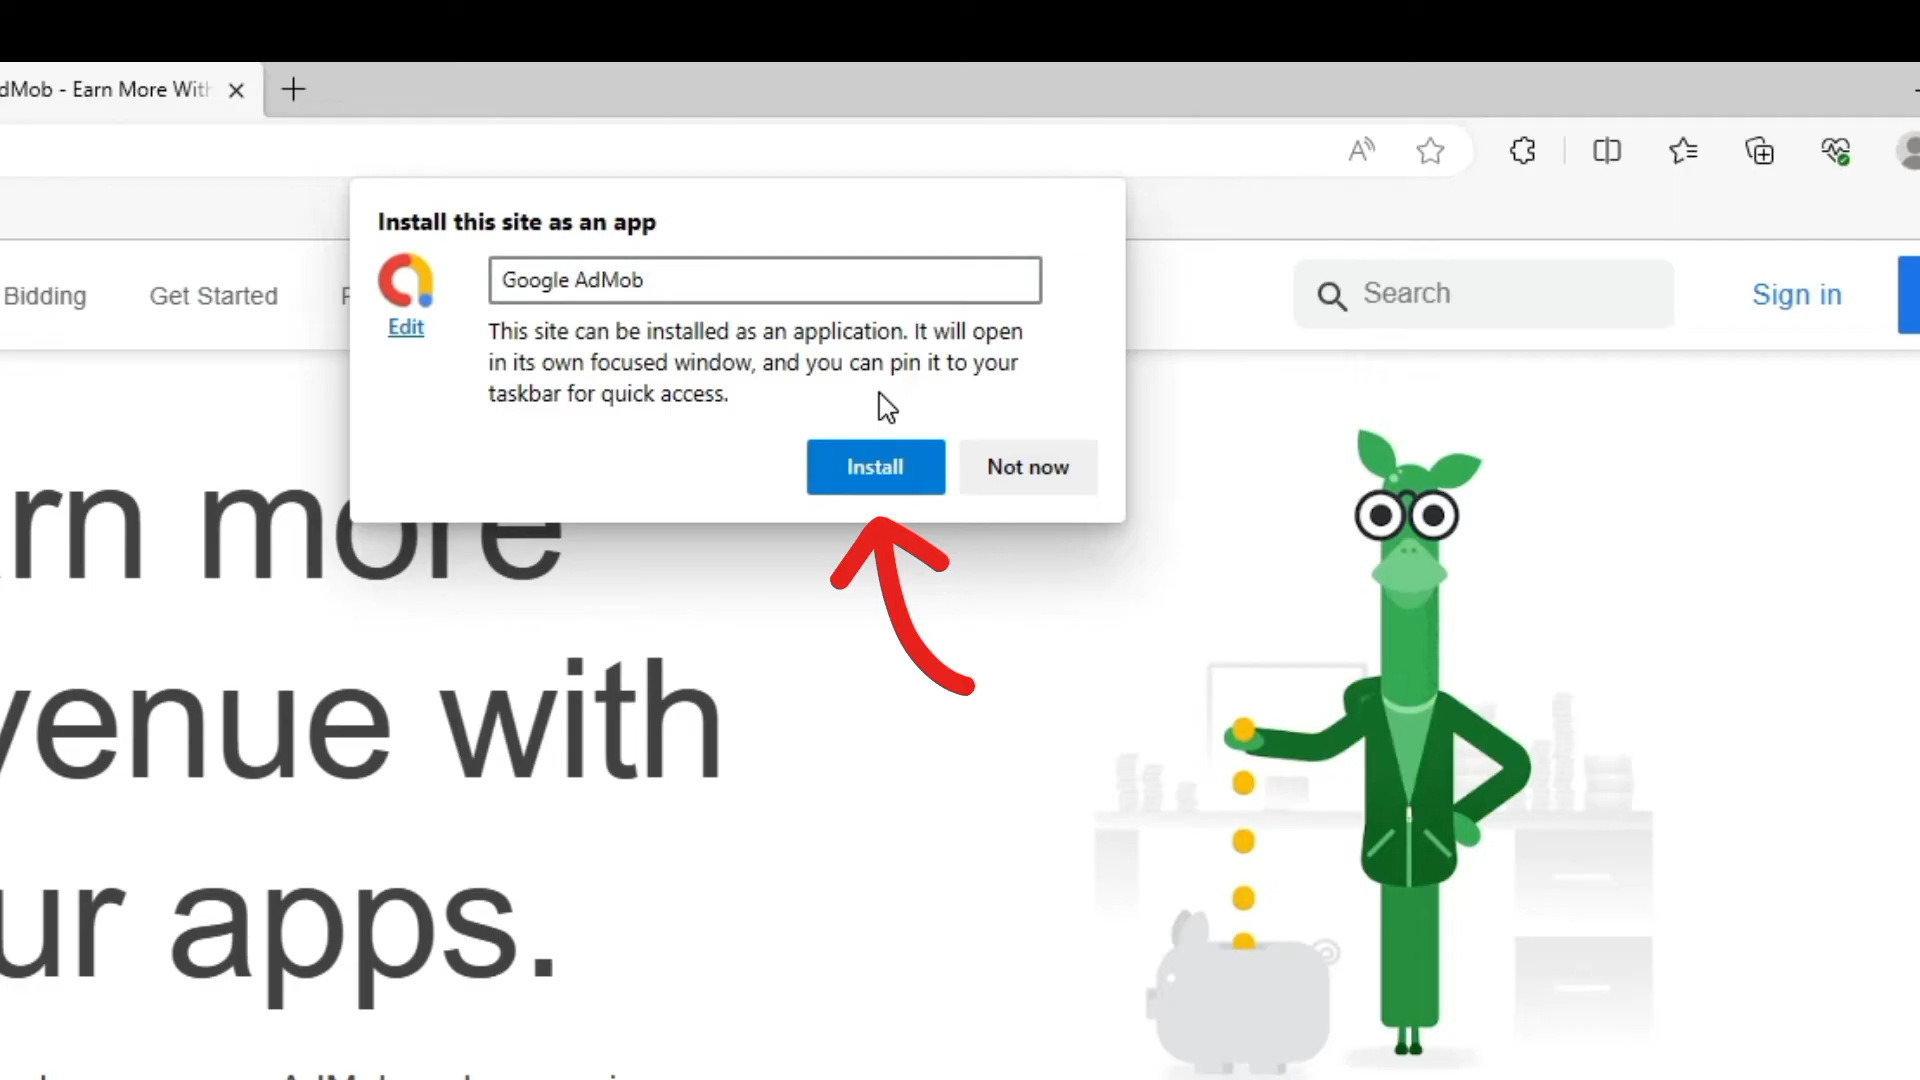 dMob - Earn More With
Install this site as an app
Google AdMob
Edit
This site can be installed as an application. It will open
in its own focused window, and you can pin it to your
taskbar for quick access.
Install Not now
Bidding Get Started
Search
Sign in
rn more
venue with
ur apps.